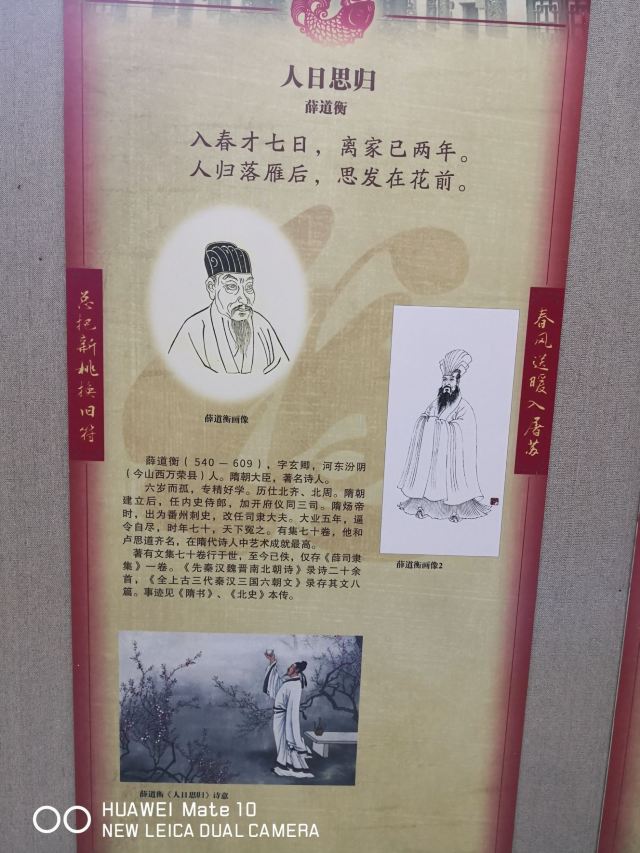 人日思归
薛道衡
入春才七日，离家已两年。
人归落雁后，思发在花前。
总把新桃换旧符
春风送暖入屠苏
薛道衡画像
薛道衡（540 — 609），字玄卿，河东汾阴
（今山西万荣县）人。隋朝大臣，著名诗人。
六岁而孤，专精好学。历仕北齐、北周。隋朝
建立后，任内史侍郎，加开府仪同三司。隋炀帝
时，出为番州刺史，改任司隶大夫。大业五年，逼
令自尽，时年七十，天下冤之。有集七十卷，他和
卢思道齐名，在隋代诗人中艺术成就最高。
著有文集七十卷行于世，至今已佚，仅存《薛司隶
集》一卷。《先秦汉魏晋南北朝诗》录诗二十余
首，《全上古三代秦汉三国六朝文》录存其文八
篇。事迹见《隋书》、《北史》本传。
薛道衡画像2
薛道衡《人日思归》诗意
HUAWEI Mate 10
NEW LEICA DUAL CAMERA